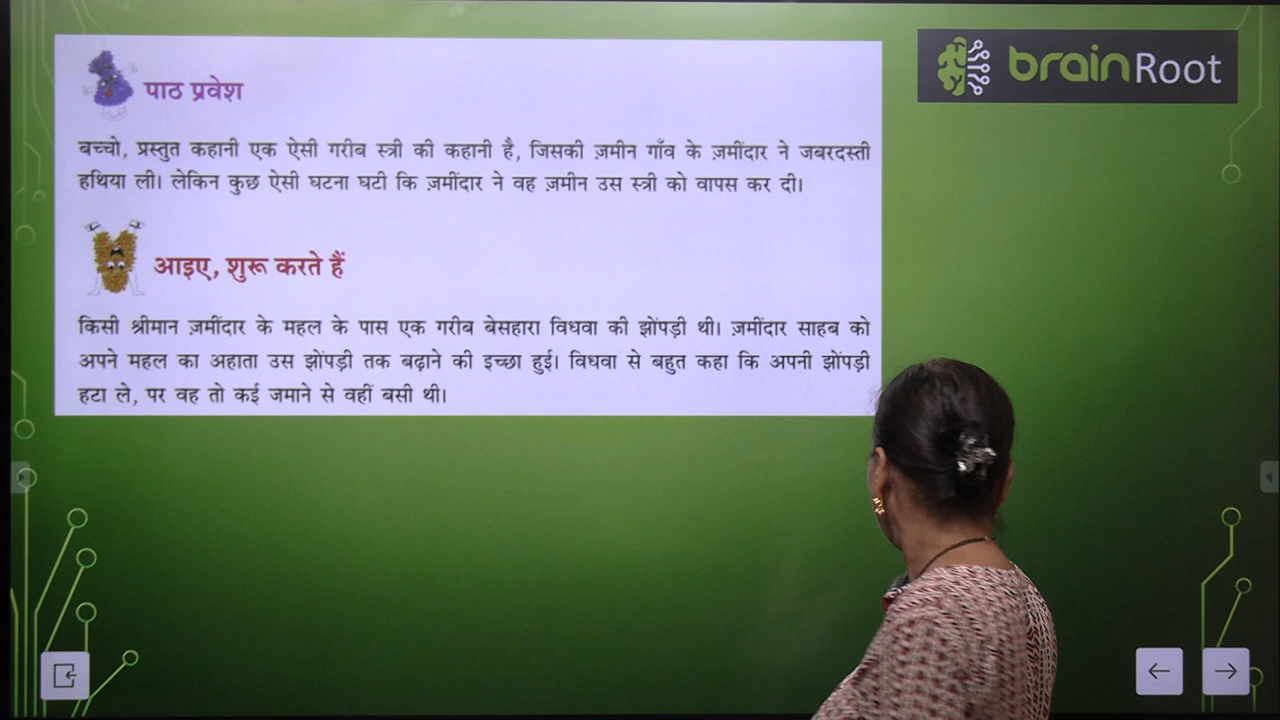 brainRoot
पाठ प्रवेश
बच्चो, प्रस्तुत कहानी एक ऐसी गरीब स्त्री की कहानी है, जिसकी ज़मीन गाँव के ज़मींदार ने जबरदस्ती
हथिया ली। लेकिन कुछ ऐसी घटना घटी कि ज़मींदार ने वह ज़मीन उस स्त्री को वापस कर दी।
आइए, शुरू करते हैं
किसी श्रीमान ज़मींदार के महल के पास एक गरीब बेसहारा विधवा की झोंपड़ी थी। ज़मींदार साहब को
अपने महल का अहाता उस झोंपड़ी तक बढ़ाने की इच्छा हुई। विधवा से बहुत कहा कि अपनी झोंपड़ी
हटा ले, पर वह तो कई जमाने से वहीं बसी थी।